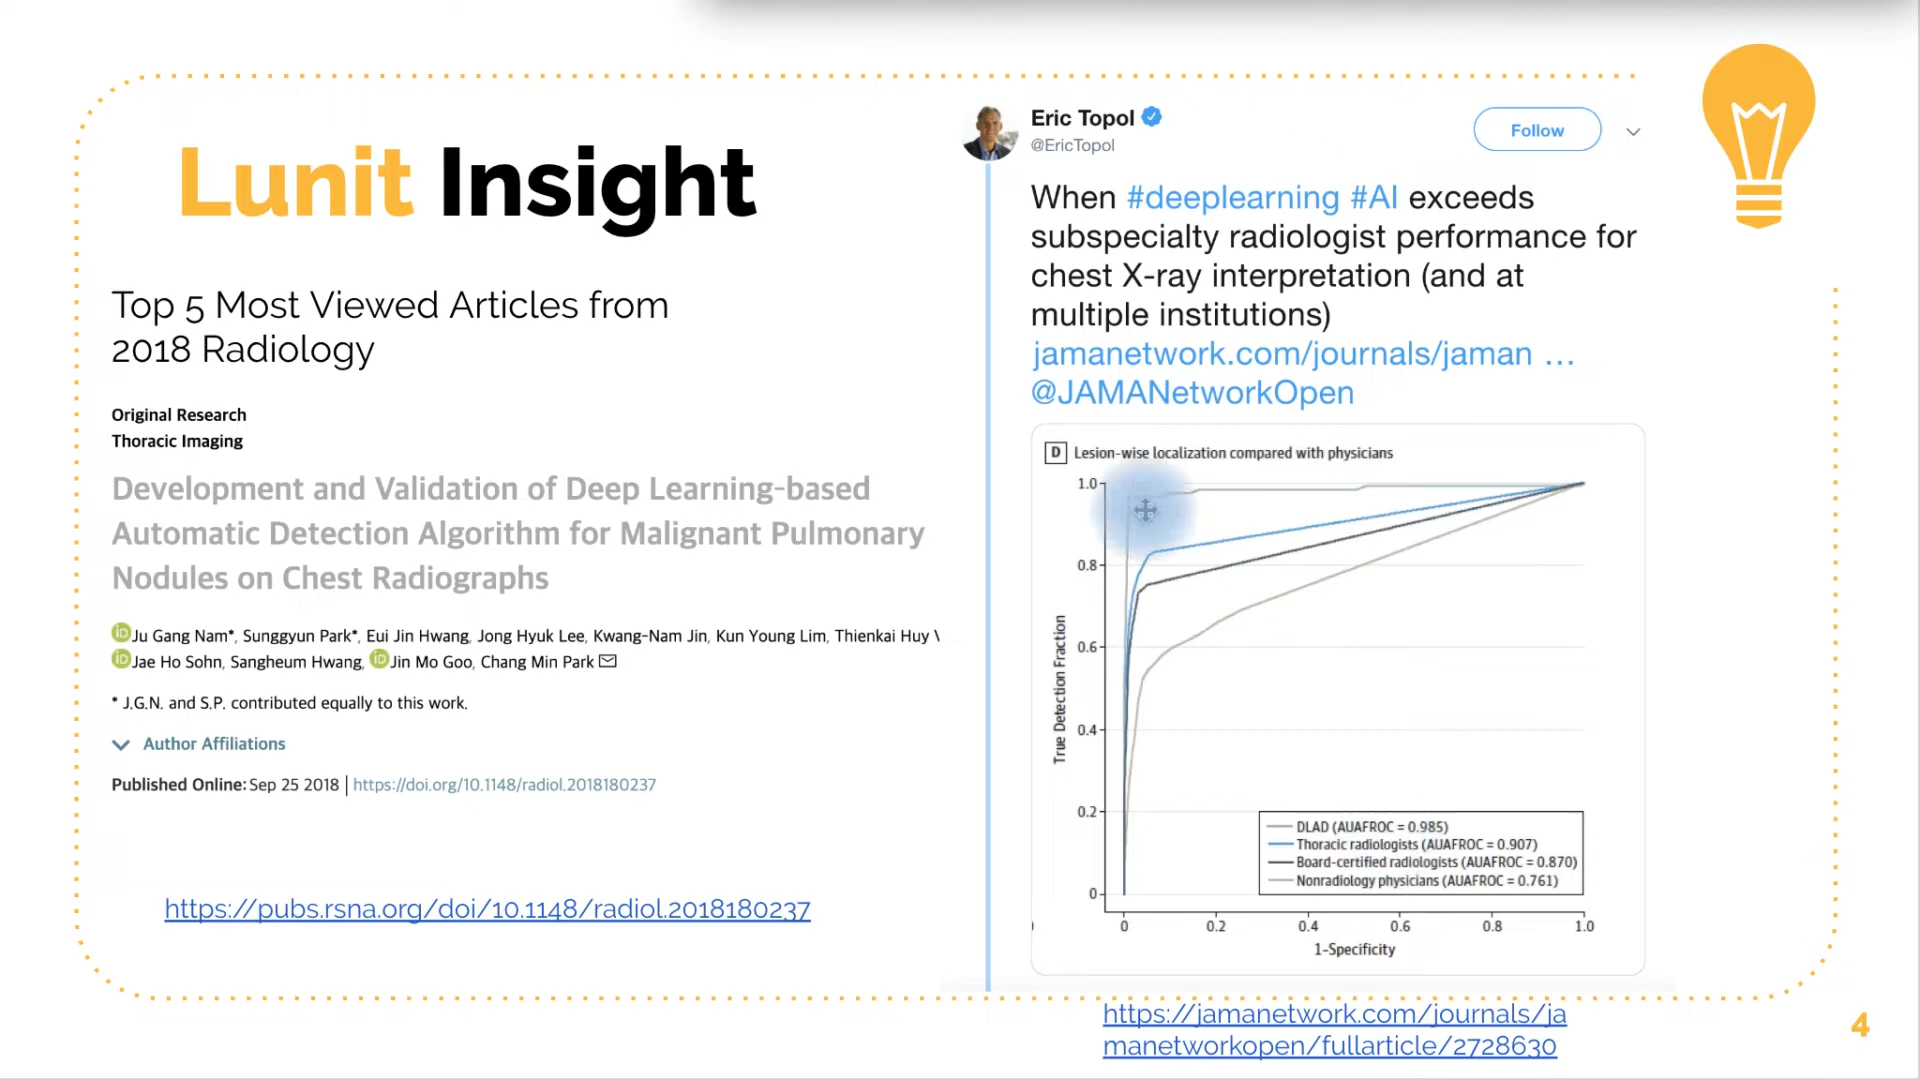 Lunit Insight
Top 5 Most Viewed Articles from
2018 Radiology
Original Research
Thoracic Imaging
Development and Validation of Deep Learning-based
Automatic Detection Algorithm for Malignant Pulmonary
Nodules on Chest Radiographs
iD Ju Gang Nam*, Sunggyun Park*, Eui Jin Hwang, Jong Hyuk Lee, Kwang-Nam Jin, Kun Young Lim, Thienkai Huy
iD Jae Ho Sohn, Sangheum Hwang, iD Jin Mo Goo, Chang Min Park
* J.G.N. and S.P. contributed equally to this work.
Author Affiliations
Published Online: Sep 25 2018 | https://doi.org/10.1148/radiol.2018180237
https://pubs.rsna.org/doi/10.1148/radiol.2018180237
Eric Topol
@EricTopol
Follow
When #deeplearning #AI exceeds
subspecialty radiologist performance for
chest X-ray interpretation (and at
multiple institutions)
jamanetwork.com/journals/jaman …
@JAMANetworkOpen
D Lesion-wise localization compared with physicians
True Detection Fraction
1.0
0.8
0.6
0.4
0.2
0
DLAD (AUAFROC = 0.985)
Thoracic radiologists (AUAFROC = 0.907)
Board-certified radiologists (AUAFROC = 0.870)
Nonradiology physicians (AUAFROC = 0.761)
0 0.2 0.4 0.6 0.8 1.0
1-Specificity
https://jamanetwork.com/journals/ja
manetworkopen/fullarticle/2728630
4